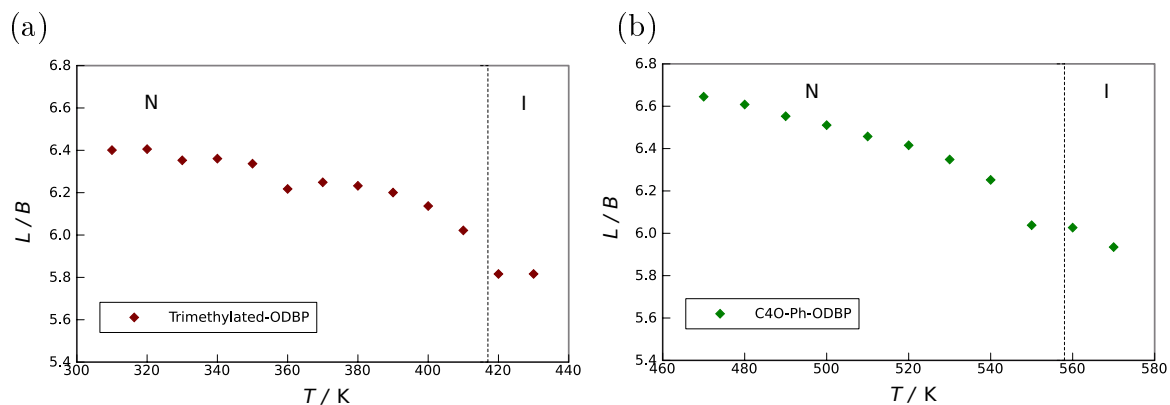 (a)
6.8
6.6
6.4
6.2
6.0
5.8
5.6
5.4
L / B
N
I
Trimethylated-ODBP
300
320
340
360
380
400
420
440
T / K
(b)
6.8
6.6
6.4
6.2
6.0
5.8
5.6
5.4
L / B
N
I
C4O-Ph-ODBP
460
480
500
520
540
560
580
T / K